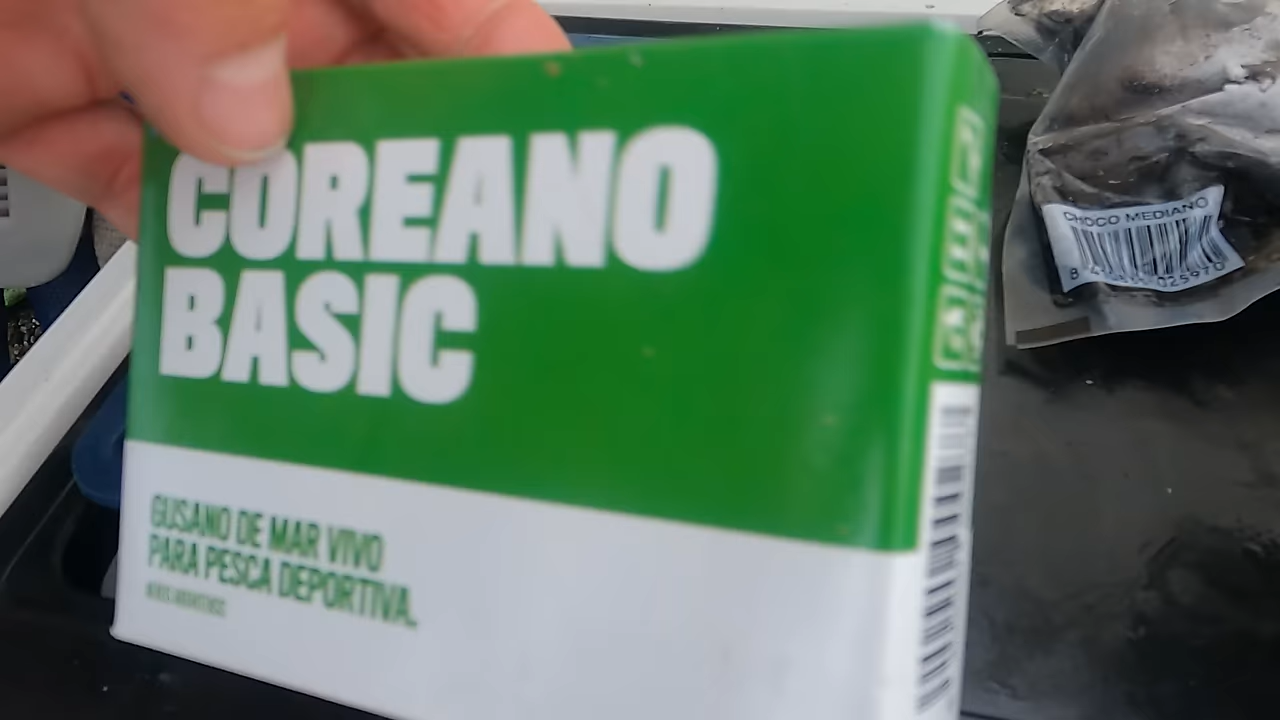 COREANO
BASIC
GUSANO DE MAR VIVO
PARA PESCA DEPORTIVA.
CHOCO MEDIANO